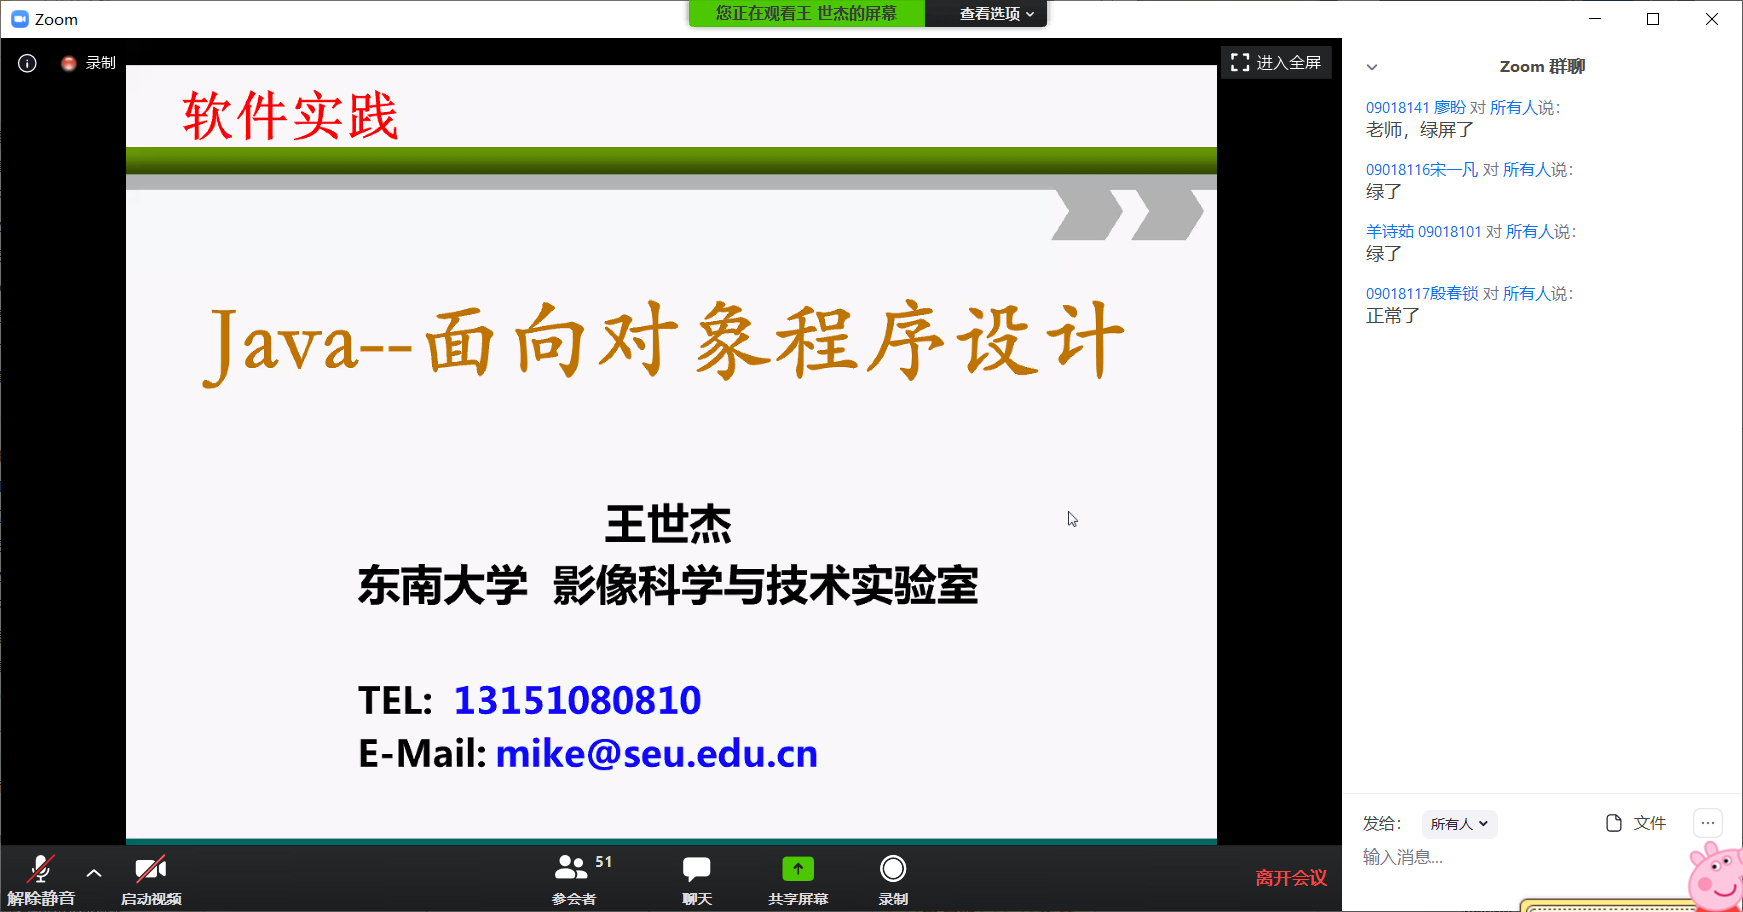 Zoom
您正在观看王 世杰的屏幕
查看选项
录制
进入全屏
软件实践
Java--面向对象程序设计
王世杰
东南大学 影像科学与技术实验室
TEL: 13151080810
E-Mail: mike@seu.edu.cn
解除静音
启动视频
51
参会者
聊天
共享屏幕
录制
离开会议
Zoom 群聊
09018141 廖盼 对 所有人说:
老师，绿屏了
09018116宋一凡 对 所有人说:
绿了
羊诗茹 09018101 对 所有人说:
绿了
09018117殷春锁 对 所有人说:
正常了
发给: 所有人
文件
输入消息...